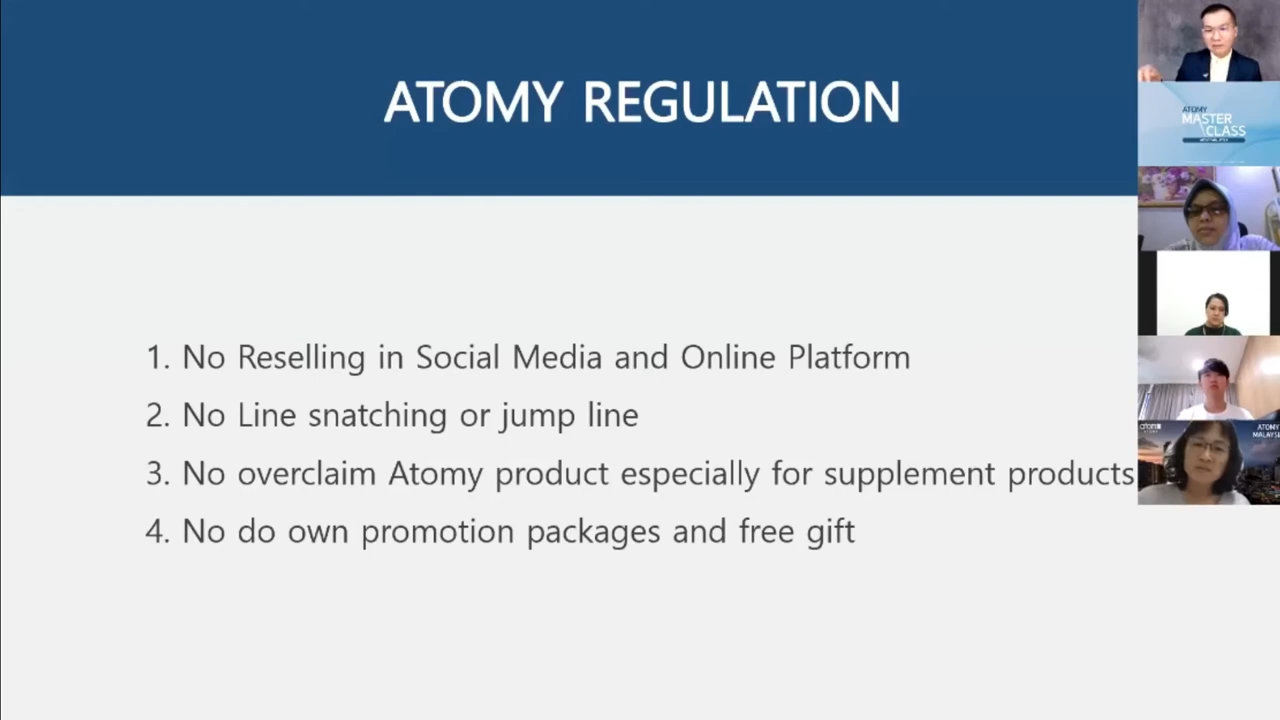 ATOMY REGULATION
1. No Reselling in Social Media and Online Platform
2. No Line snatching or jump line
3. No overclaim Atomy product especially for supplement products
4. No do own promotion packages and free gift
ATOMY
MASTER
CLASS
ATOMY
MALAYSI